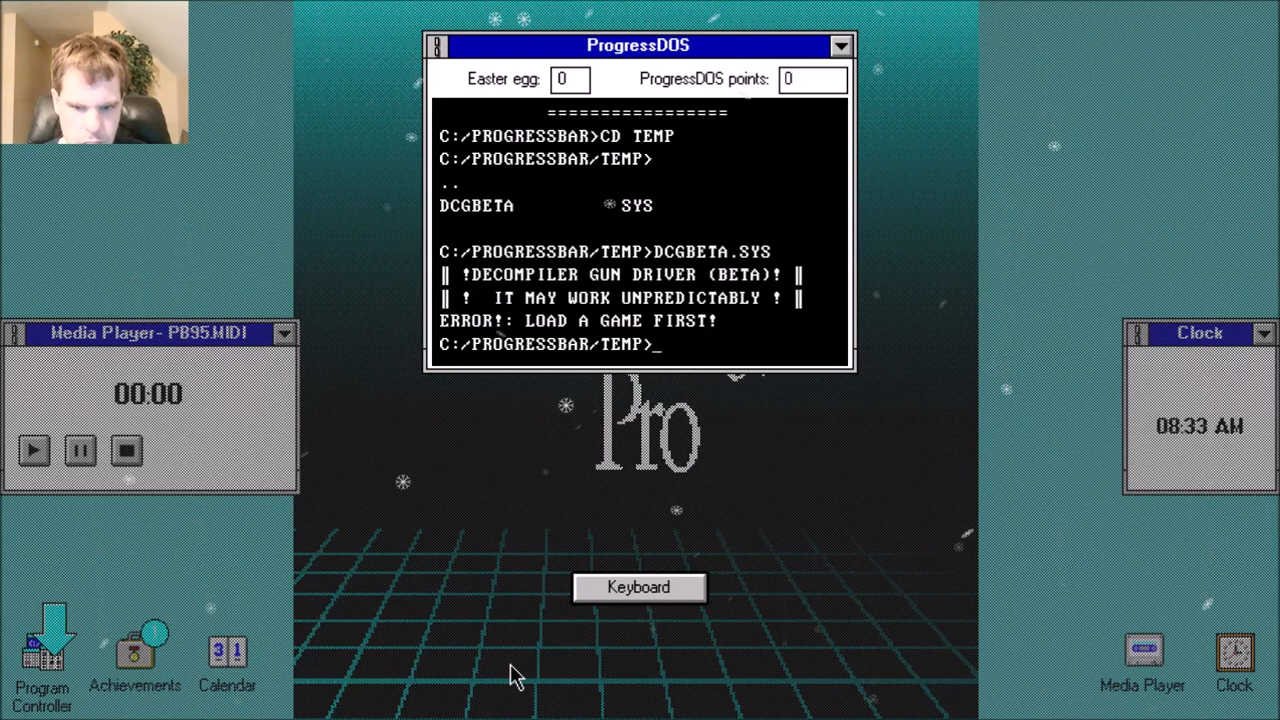 ProgressDOS
Easter egg: 0 ProgressDOS points: 0
=================
C:/PROGRESSBAR>CD TEMP
C:/PROGRESSBAR/TEMP>
..
DCGBETA SYS
C:/PROGRESSBAR/TEMP>DCGBETA.SYS
‖ !DECOMPILER GUN DRIVER (BETA)! ‖
‖ ! IT MAY WORK UNPREDICTABLY ! ‖
ERROR!: LOAD A GAME FIRST!
C:/PROGRESSBAR/TEMP>_
Media Player- PB95.MIDI
00:00
Clock
08:33 AM
Pro
Keyboard
Program
Controller
Achievements
31
Calendar
Media Player
Clock